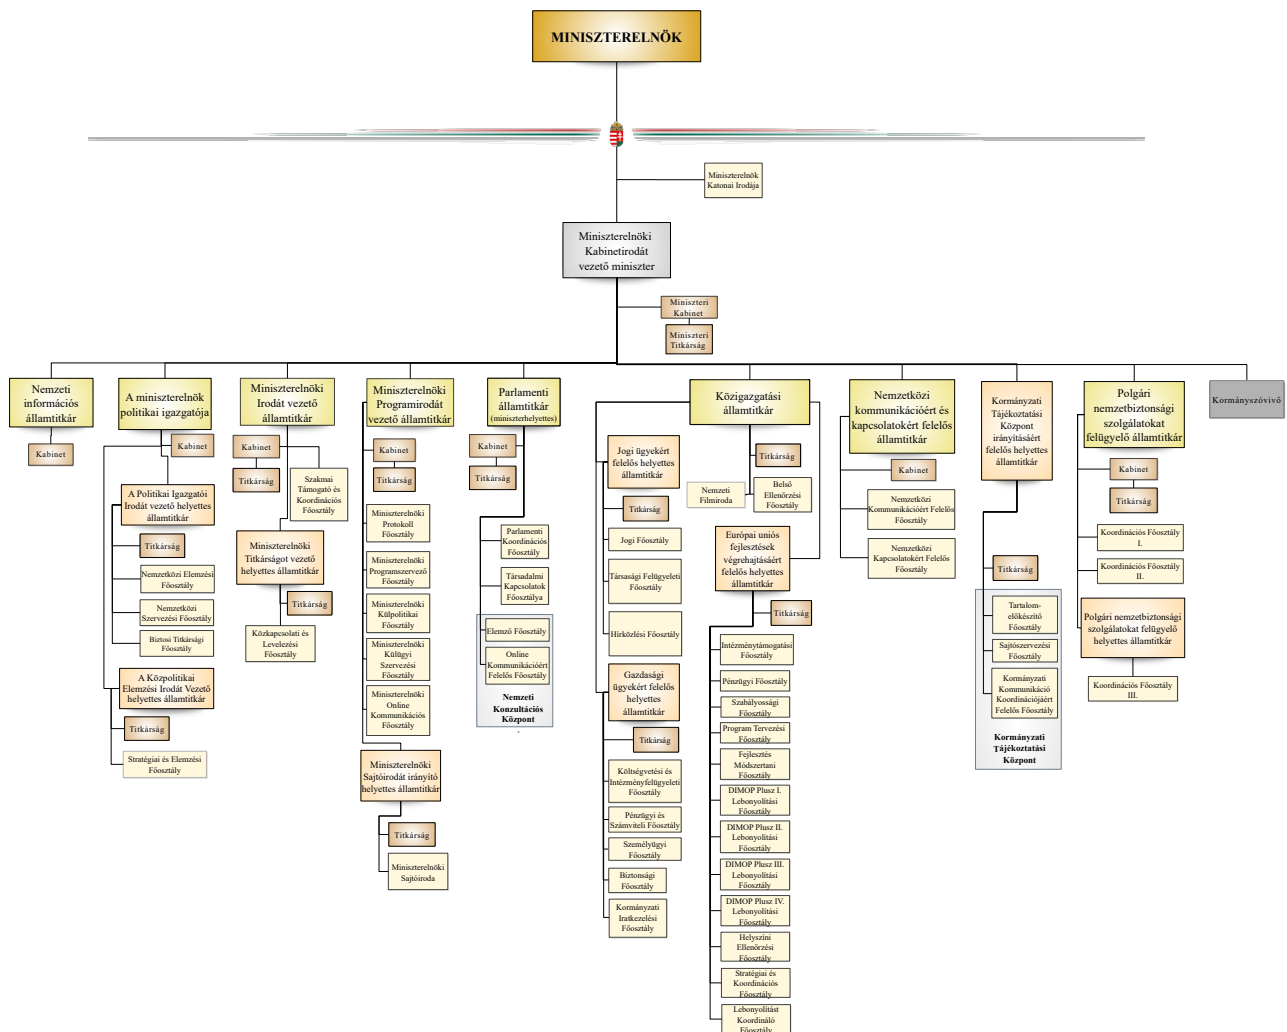 MINISZTERELNÖK
Miniszterelnök
Katonai Irodája
Miniszterelnöki
Kabinetirodát
vezető miniszter
Miniszteri
Kabinet
Miniszteri
Titkárság
Nemzeti
információs
államtitkár
Kabinet
A miniszterelnök
politikai igazgatója
Kabinet
A Politikai Igazgatói
Irodát vezető helyettes
államtitkár
Titkárság
Nemzetközi Elemzési
Főosztály
Nemzetközi
Szervezési Főosztály
Biztosi Titkársági
Főosztály
A Közpolitikai
Elemzési Irodát Vezető
helyettes államtitkár
Titkárság
Stratégiai és Elemzési
Főosztály
Miniszterelnöki
Irodát vezető
államtitkár
Kabinet
Titkárság
Szakmai
Támogató és
Koordinációs
Főosztály
Miniszterelnöki
Titkárságot vezető
helyettes államtitkár
Titkárság
Közkapcsolati és
Levelezési
Főosztály
Miniszterelnöki
Programirodát
vezető államtitkár
Kabinet
Titkárság
Miniszterelnöki
Protokoll
Főosztály
Miniszterelnöki
Programszervező
Főosztály
Miniszterelnöki
Külpolitikai
Főosztály
Miniszterelnöki
Külügyi
Szervezési
Főosztály
Miniszterelnöki
Online
Kommunikációs
Főosztály
Miniszterelnöki
Sajtóirodát irányító
helyettes államtitkár
Titkárság
Miniszterelnöki
Sajtóiroda
Parlamenti
államtitkár
(miniszterhelyettes)
Kabinet
Titkárság
Parlamenti
Koordinációs
Főosztály
Társadalmi
Kapcsolatok
Főosztálya
Elemző Főosztály
Online
Kommunikációért
Felelős Főosztály
Nemzeti
Konzultációs
Központ
Közigazgatási
államtitkár
Titkárság
Nemzeti
Filmiroda
Belső
Ellenőrzési
Főosztály
Jogi ügyekért
felelős helyettes
államtitkár
Titkárság
Jogi Főosztály
Társasági Felügyeleti
Főosztály
Hírközlési Főosztály
Gazdasági
ügyekért felelős
helyettes
államtitkár
Titkárság
Költségvetési és
Intézményfelügyeleti
Főosztály
Pénzügyi és
Számviteli Főosztály
Személyügyi
Főosztály
Biztonsági
Főosztály
Kormányzati
Iratkezelési
Főosztály
Európai uniós
fejlesztések
végrehajtásáért
felelős helyettes
államtitkár
Titkárság
Intézménytámogatási
Főosztály
Pénzügyi Főosztály
Szabályossági
Főosztály
Program Tervezési
Főosztály
Fejlesztés
Módszertani
Főosztály
DIMOP Plusz I.
Lebonyolítási
Főosztály
DIMOP Plusz II.
Lebonyolítási
Főosztály
DIMOP Plusz III.
Lebonyolítási
Főosztály
DIMOP Plusz IV.
Lebonyolítási
Főosztály
Helyszíni
Ellenőrzési
Főosztály
Stratégiai és
Koordinációs
Főosztály
Lebonyolítást
Koordináló
Főosztály
Nemzetközi
kommunikációért és
kapcsolatokért felelős
államtitkár
Kabinet
Nemzetközi
Kommunikációért Felelős
Főosztály
Nemzetközi
Kapcsolatokért Felelős
Főosztály
Kormányzati
Tájékoztatási
Központ
irányításáért
felelős helyettes
államtitkár
Titkárság
Tartalom-
előkészítő
Főosztály
Sajtószervezési
Főosztály
Kormányzati
Kommunikáció
Koordinációjáért
Felelős Főosztály
Kormányzati
Tájékoztatási
Központ
Polgári
nemzetbiztonsági
szolgálatokat
felügyelő államtitkár
Kabinet
Titkárság
Koordinációs Főosztály
I.
Koordinációs Főosztály
II.
Polgári nemzetbiztonsági
szolgálatokat felügyelő
helyettes államtitkár
Koordinációs Főosztály
III.
Kormányszóvivő